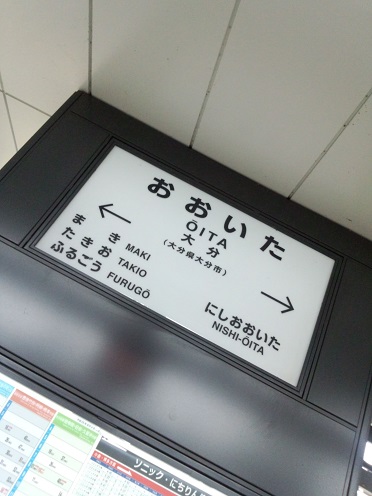 おおいた
ŌITA
大分
(大分県大分市)
まき MAKI
たきお TAKIO
ふるごう FURUGŌ
にしおおいた
NISHI-ŌITA
ソニック・にちりん